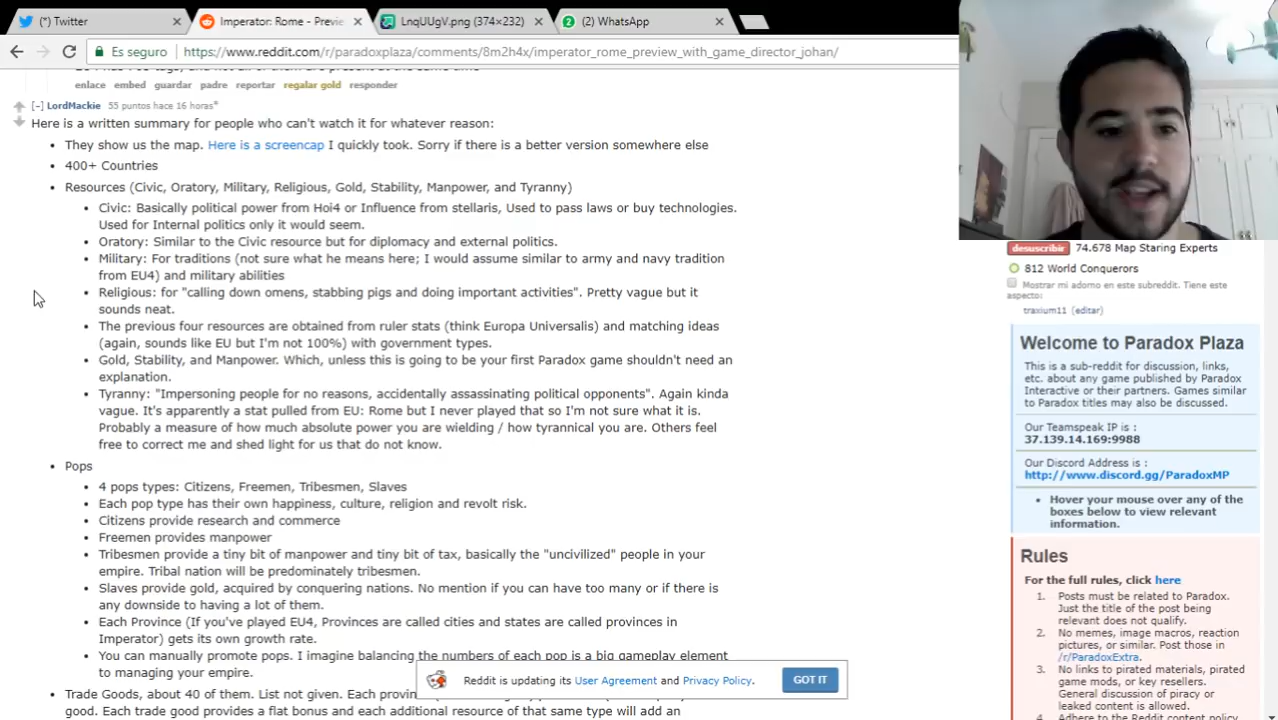 (*) Twitter
Imperator: Rome - Previe
LnqUUgV.png (374×232)
(2) WhatsApp
Es seguro
https://www.reddit.com/r/paradoxplaza/comments/8m2h4x/imperator_rome_preview_with_game_director_johan/
enlace embed guardar padre reportar regalar gold responder
[-] LordMackie 55 puntos hace 16 horas*
Here is a written summary for people who can't watch it for whatever reason:
• They show us the map. Here is a screencap I quickly took. Sorry if there is a better version somewhere else
• 400+ Countries
• Resources (Civic, Oratory, Military, Religious, Gold, Stability, Manpower, and Tyranny)
• Civic: Basically political power from Hoi4 or Influence from stellaris, Used to pass laws or buy technologies.
Used for Internal politics only it would seem.
• Oratory: Similar to the Civic resource but for diplomacy and external politics.
• Military: For traditions (not sure what he means here; I would assume similar to army and navy tradition
from EU4) and military abilities
• Religious: for "calling down omens, stabbing pigs and doing important activities". Pretty vague but it
sounds neat.
• The previous four resources are obtained from ruler stats (think Europa Universalis) and matching ideas
(again, sounds like EU but I'm not 100%) with government types.
• Gold, Stability, and Manpower. Which, unless this is going to be your first Paradox game shouldn't need an
explanation.
• Tyranny: "Impersoning people for no reasons, accidentally assassinating political opponents". Again kinda
vague. It's apparently a stat pulled from EU: Rome but I never played that so I'm not sure what it is.
Probably a measure of how much absolute power you are wielding / how tyrannical you are. Others feel
free to correct me and shed light for us that do not know.
• Pops
• 4 pops types: Citizens, Freemen, Tribesmen, Slaves
• Each pop type has their own happiness, culture, religion and revolt risk.
• Citizens provide research and commerce
• Freemen provides manpower
• Tribesmen provide a tiny bit of manpower and tiny bit of tax, basically the "uncivilized" people in your
empire. Tribal nation will be predominately tribesmen.
• Slaves provide gold, acquired by conquering nations. No mention if you can have too many or if there is
any downside to having a lot of them.
• Each Province (If you've played EU4, Provinces are called cities and states are called provinces in
Imperator) gets its own growth rate.
• You can manually promote pops. I imagine balancing the numbers of each pop is a big gameplay element
to managing your empire.
• Trade Goods, about 40 of them. List not given. Each provin
good. Each trade good provides a flat bonus and each additional resource of that same type will add an
Reddit is updating its User Agreement and Privacy Policy.
GOT IT
desuscribir 74.678 Map Staring Experts
812 World Conquerors
Mostrar mi adorno en este subreddit. Tiene este
aspecto:
traxium11 (editar)
Welcome to Paradox Plaza
This is a sub-reddit for discussion, links,
etc. about any game published by Paradox
Interactive or their partners. Games similar
to Paradox titles may also be discussed.
Our Teamspeak IP is :
37.139.14.169:9988
Our Discord Address is :
http://www.discord.gg/ParadoxMP
• Hover your mouse over any of the
boxes below to view relevant
information.
Rules
For the full rules, click here
1. Posts must be related to Paradox.
Just the title of the post being
relevant does not qualify.
2. No memes, image macros, reaction
pictures, or similar. Post those in
/r/ParadoxExtra.
3. No links to pirated materials, pirated
game mods, or key resellers.
General discussion of piracy or
leaked content is allowed.
4. Adhere to the Reddit content policy